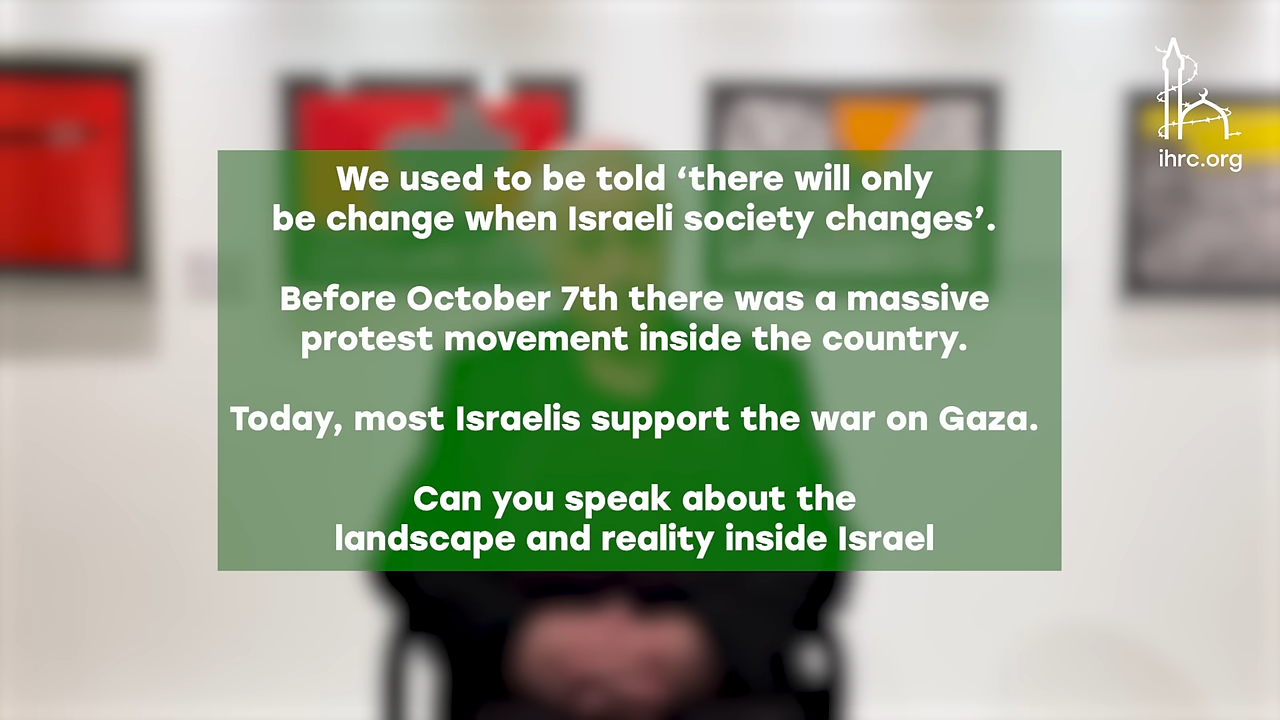 ihrc.org
We used to be told ‘there will only
be change when Israeli society changes’.
Before October 7th there was a massive
protest movement inside the country.
Today, most Israelis support the war on Gaza.
Can you speak about the
landscape and reality inside Israel